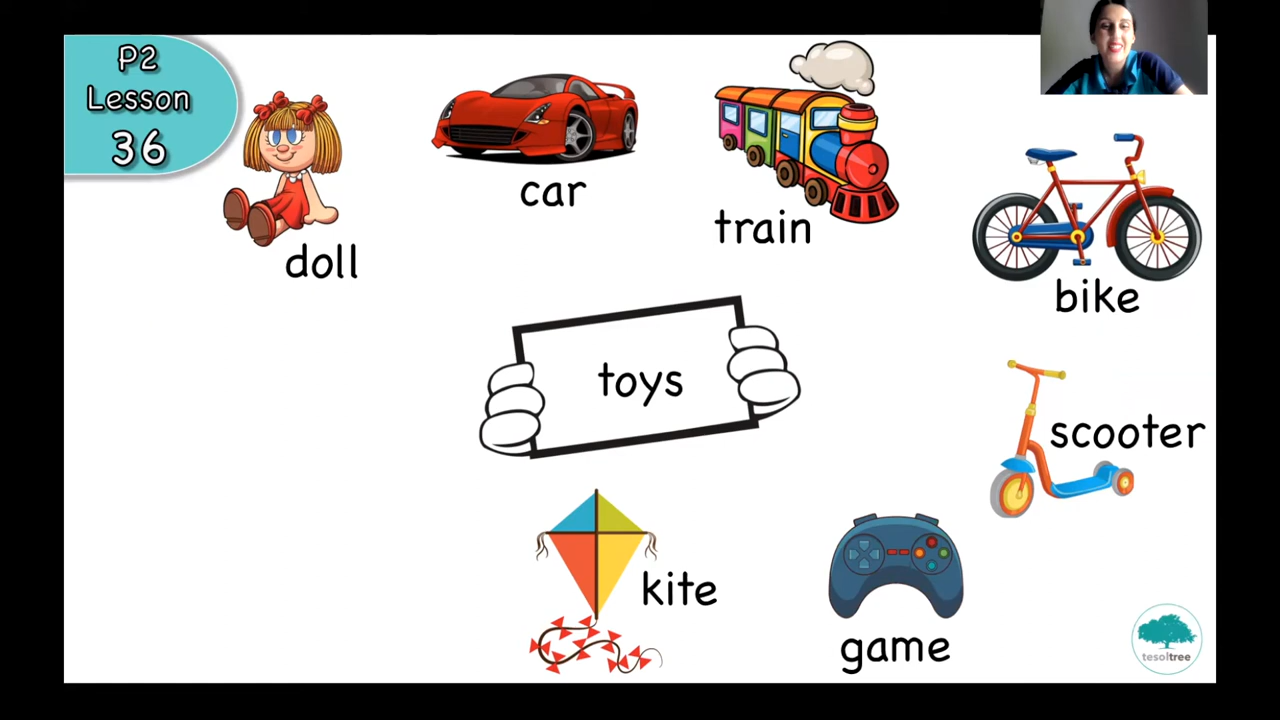 P2
Lesson
36
doll
car
train
bike
toys
scooter
kite
game
tesoltree